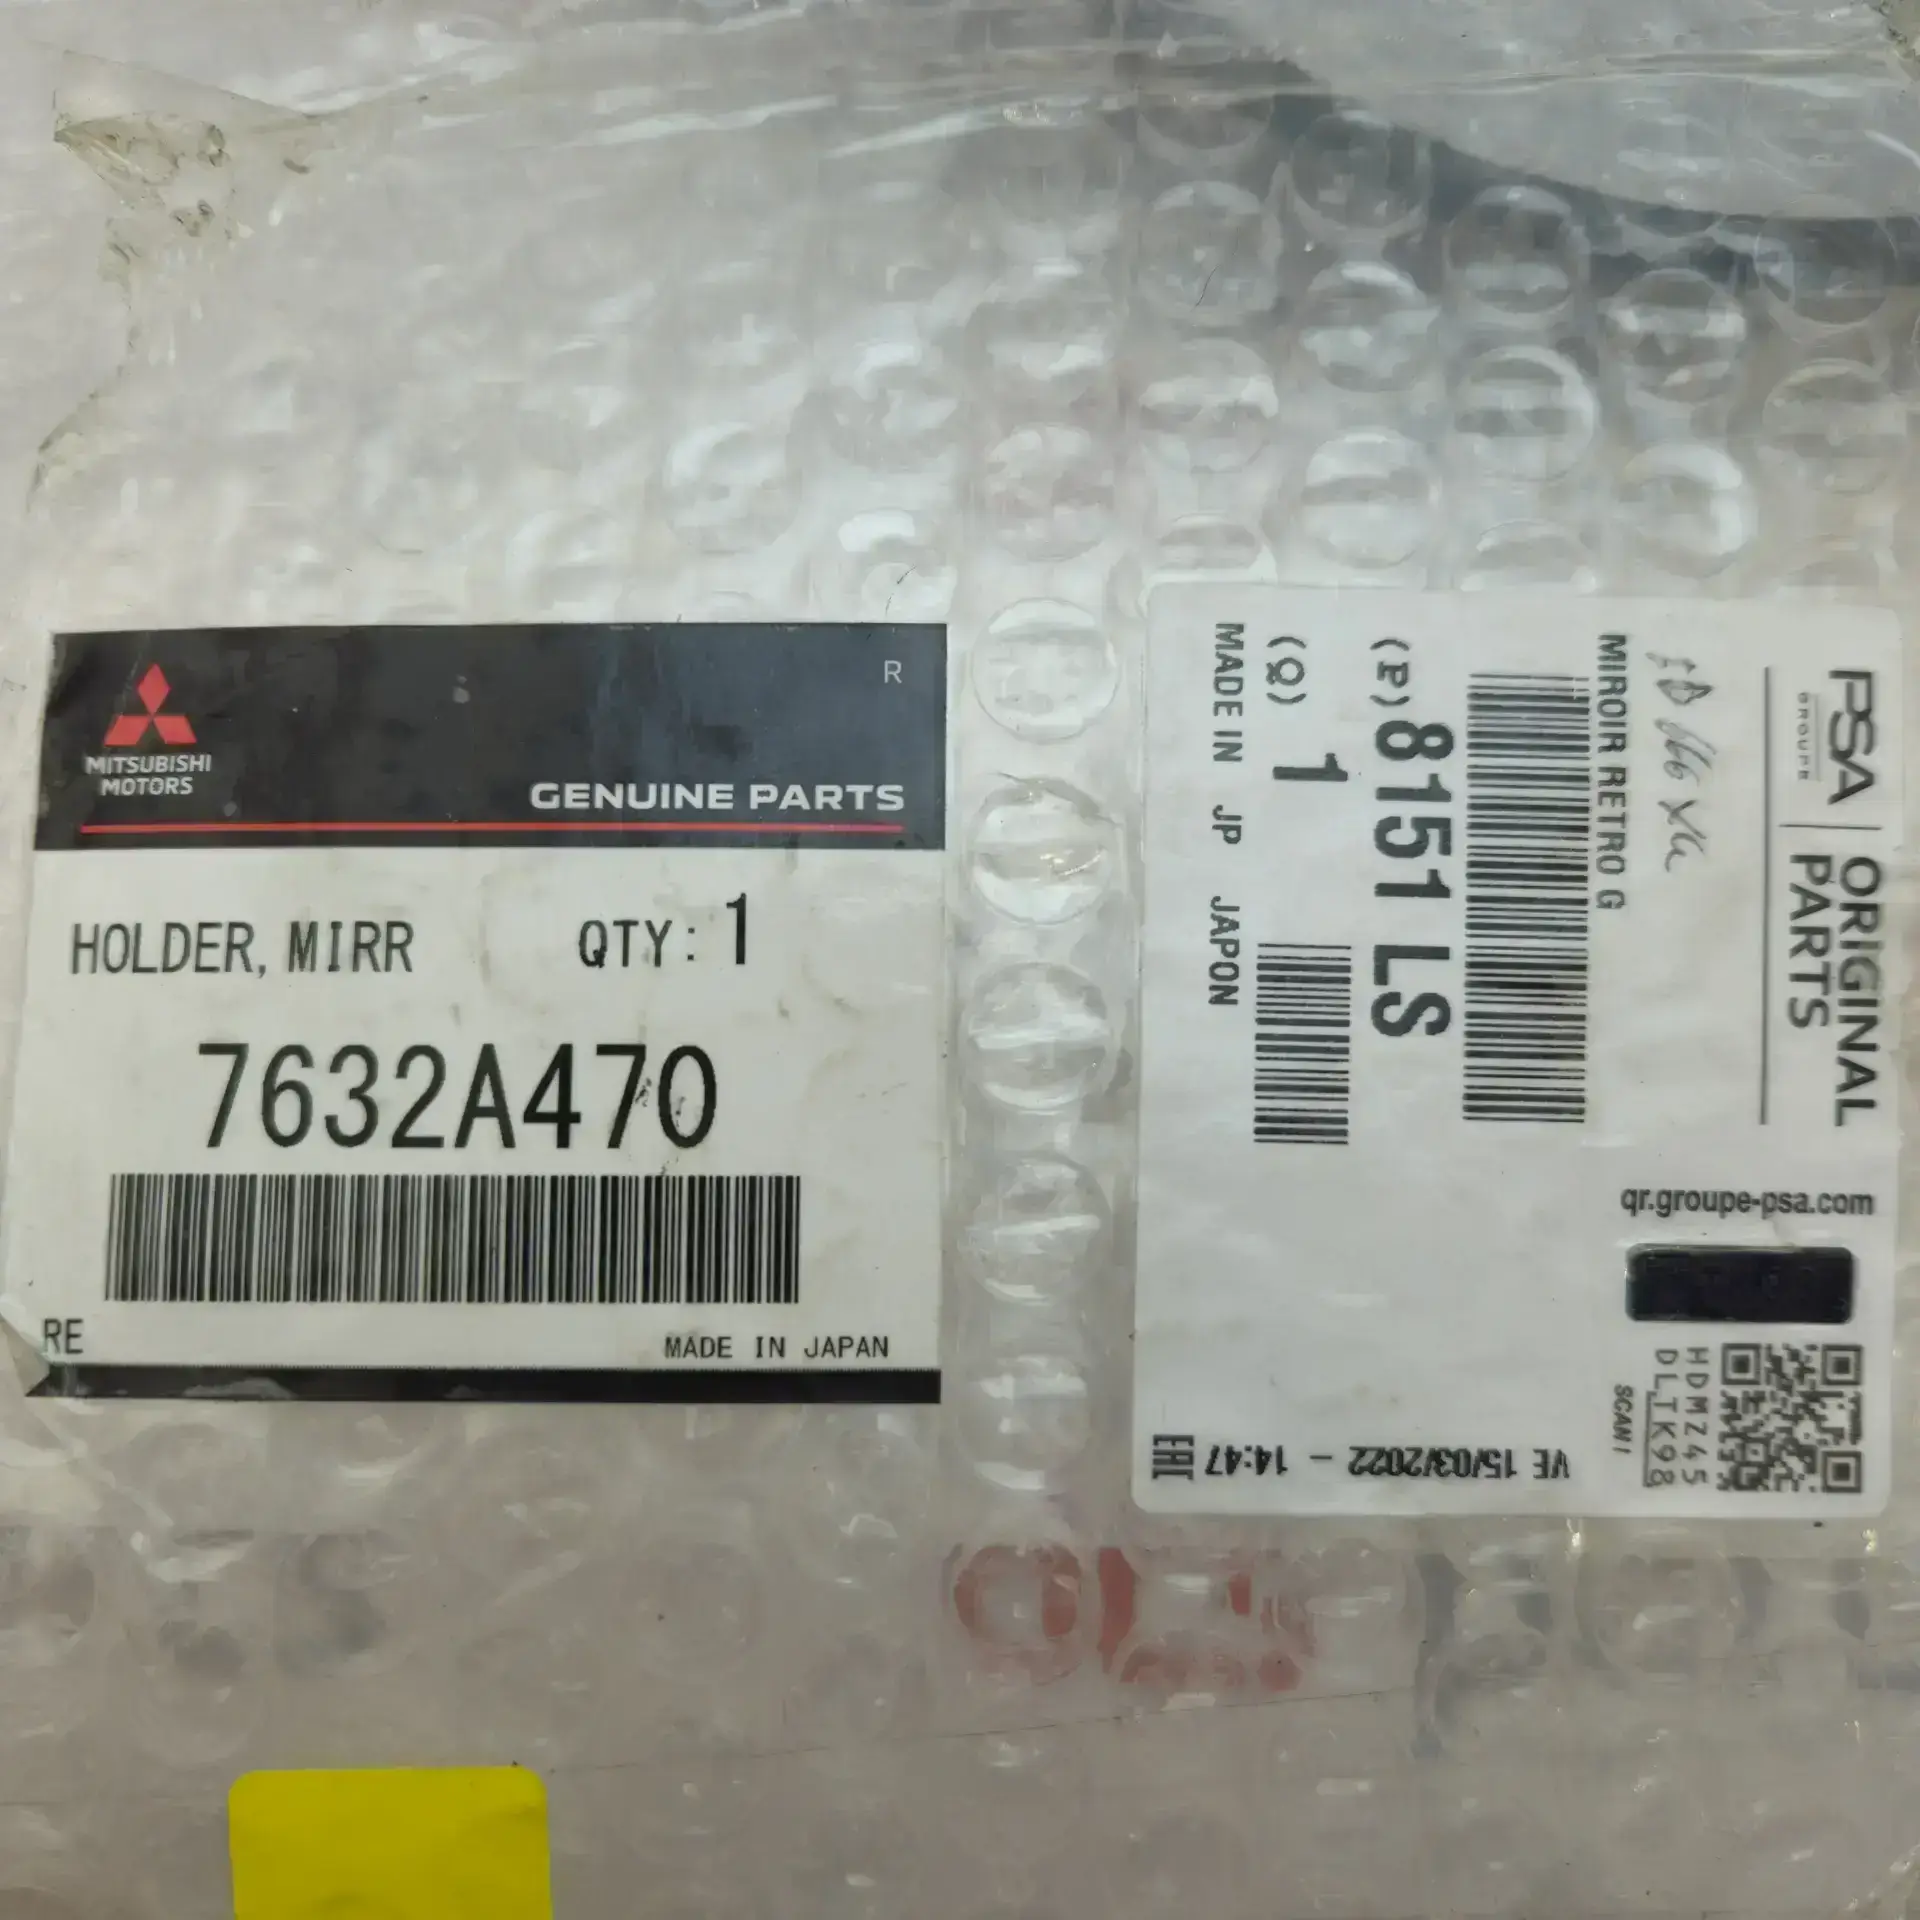 R
MITSUBISHI
MOTORS
GENUINE PARTS
HOLDER, MIRR
QTY: 1
7632A470
RE
MADE IN JAPAN
PSA
GROUPE
ORIGINAL
PARTS
MIROIR RETRO G
(P) 8151 LS
(Q) 1
MADE IN JP JAPON
qr.groupe-psa.com
HDMZ45
DLTK98
SCAN !
VE 15/03/2022 - 14:47
EAC